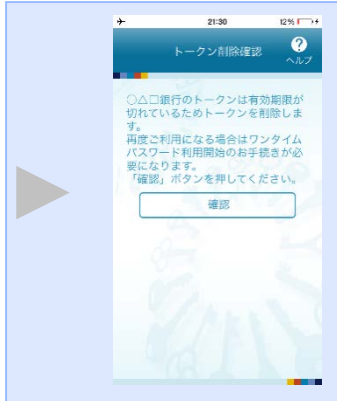 21:30
12%
トークン削除確認
?
ヘルプ
○△□銀行のトークンは有効期限が
切れているためトークンを削除しま
す。
再度ご利用になる場合はワンタイム
パスワード利用開始のお手続きが必
要になります。
「確認」ボタンを押してください。
確認